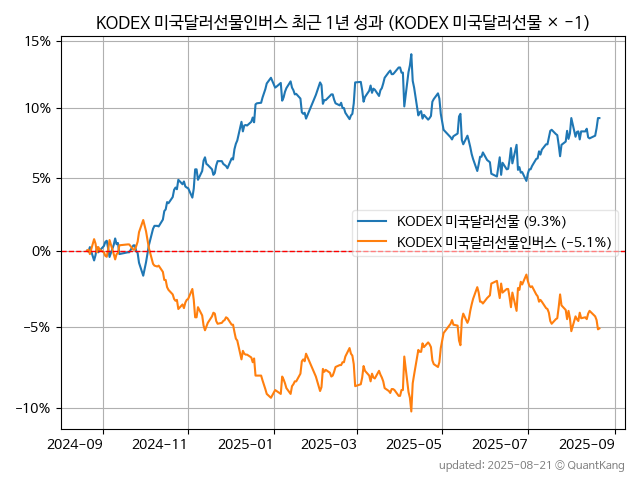 KODEX 미국달러선물인버스 최근 1년 성과 (KODEX 미국달러선물 × −1)
15%
10%
5%
0%
−5%
−10%
KODEX 미국달러선물 (9.3%)
KODEX 미국달러선물인버스 (−5.1%)
2024-09 2024-11 2025-01 2025-03 2025-05 2025-07 2025-09
updated: 2025-08-21 © QuantKang